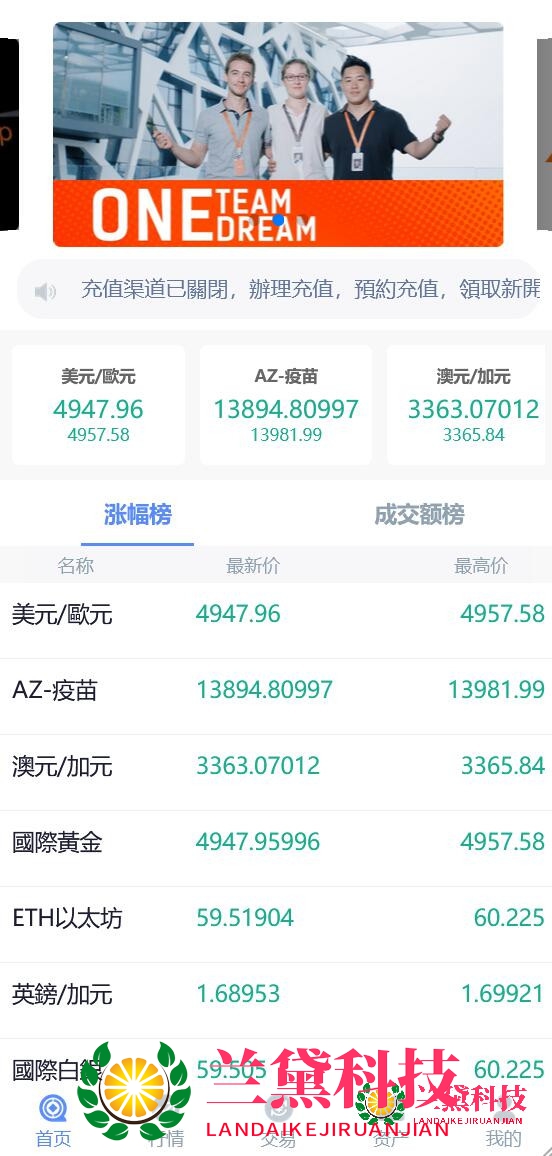 p
ONE TEAM
DREAM
充值渠道已關閉，辦理充值，預約充值，領取新開
美元/歐元
4947.96
4957.58
AZ-疫苗
13894.80997
13981.99
澳元/加元
3363.07012
3365.84
涨幅榜 成交额榜
名称 最新价 最高价
美元/歐元 4947.96 4957.58
AZ-疫苗 13894.80997 13981.99
澳元/加元 3363.07012 3365.84
國際黃金 4947.95996 4957.58
ETH以太坊 59.51904 60.225
英鎊/加元 1.68953 1.69921
國際白銀 59.505 60.225
兰黛科技
LANDAIKEJIRUANJIAN
兰黛科技
LANDAIKEJIRUANJIAN
首页 行情 交易 资产 我的